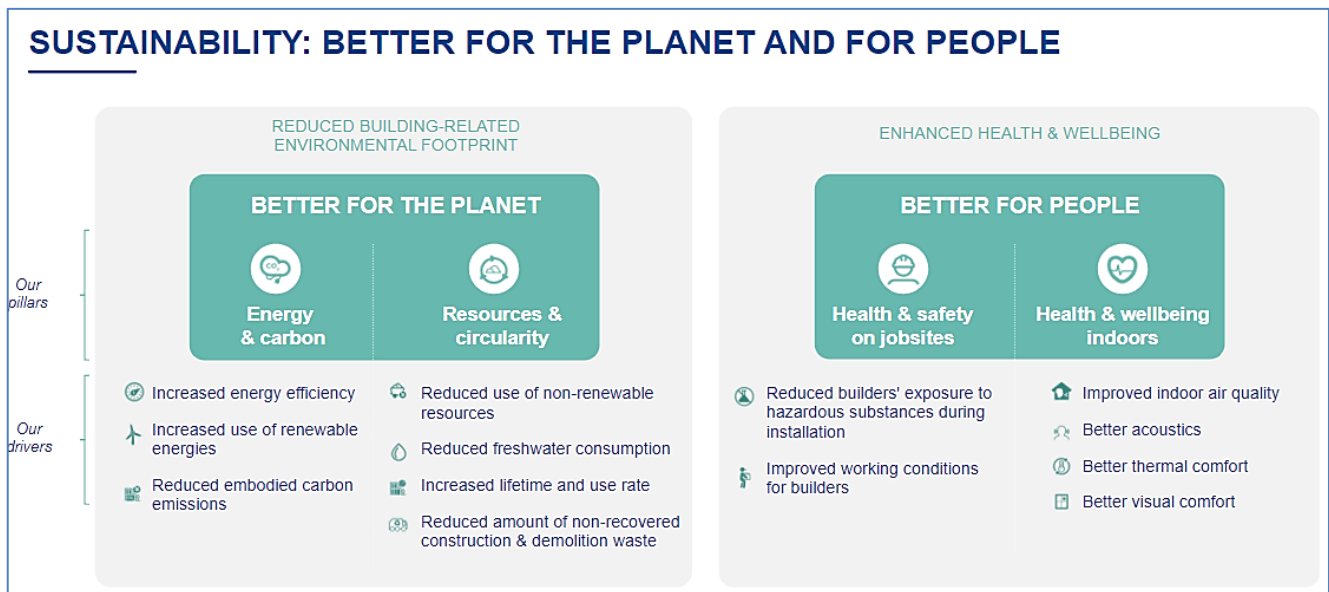 SUSTAINABILITY: BETTER FOR THE PLANET AND FOR PEOPLE
REDUCED BUILDING-RELATED
ENVIRONMENTAL FOOTPRINT
BETTER FOR THE PLANET
Our
pillars
CO₂
Energy
& carbon
Resources &
circularity
Our
drivers
Increased energy efficiency
Increased use of renewable
energies
Reduced embodied carbon
emissions
Reduced use of non-renewable
resources
Reduced freshwater consumption
Increased lifetime and use rate
Reduced amount of non-recovered
construction & demolition waste
ENHANCED HEALTH & WELLBEING
BETTER FOR PEOPLE
Health & safety
on jobsites
Health & wellbeing
indoors
Reduced builders' exposure to
hazardous substances during
installation
Improved working conditions
for builders
Improved indoor air quality
Better acoustics
Better thermal comfort
Better visual comfort